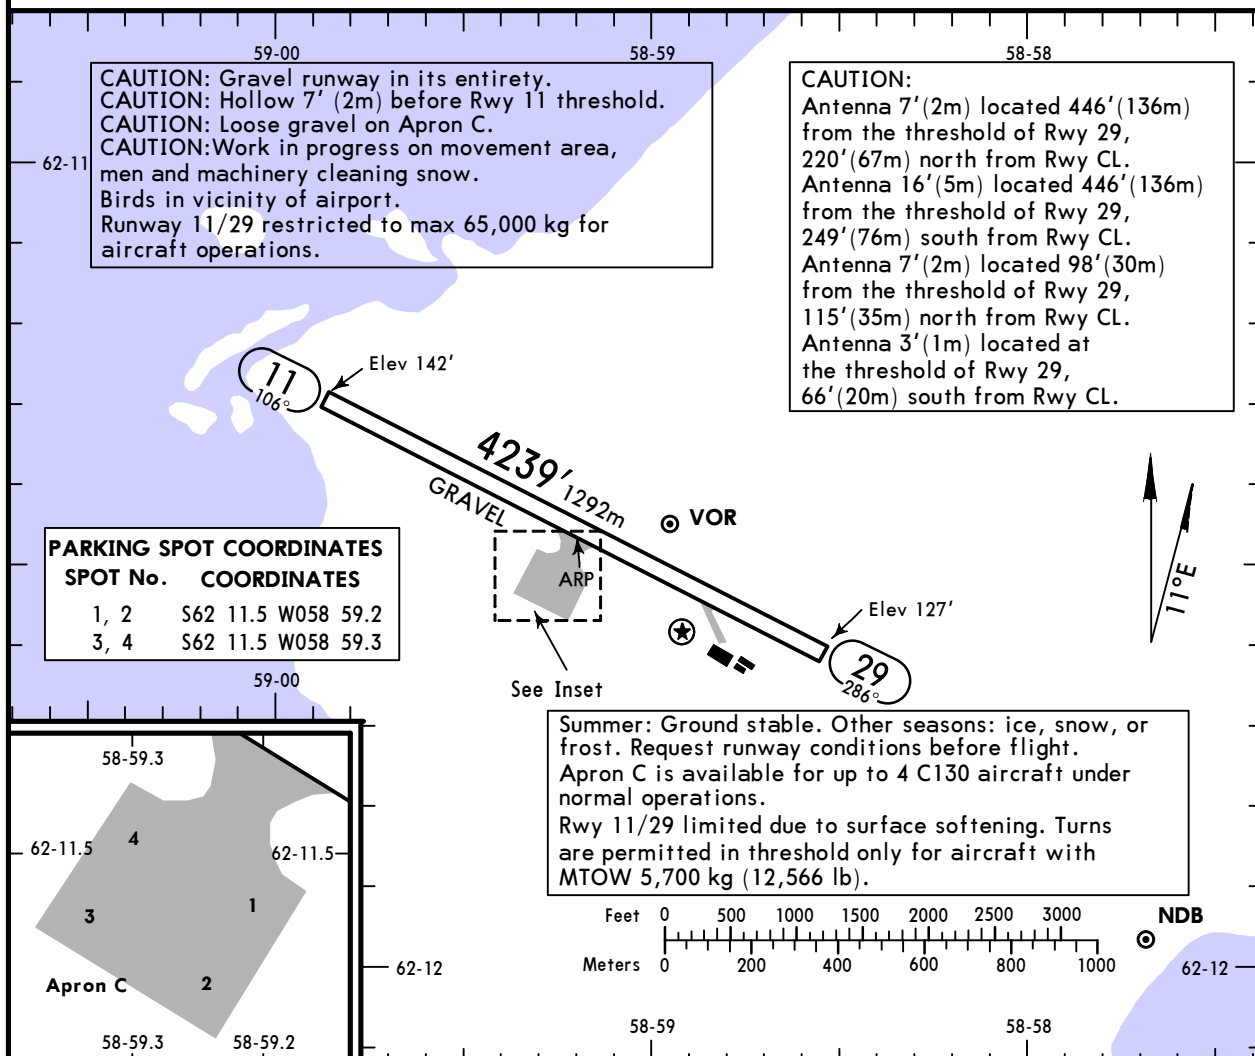 59-00
58-59
58-58
CAUTION: Gravel runway in its entirety.
CAUTION: Hollow 7' (2m) before Rwy 11 threshold.
CAUTION: Loose gravel on Apron C.
CAUTION:Work in progress on movement area,
men and machinery cleaning snow.
Birds in vicinity of airport.
Runway 11/29 restricted to max 65,000 kg for
aircraft operations.
CAUTION:
Antenna 7'(2m) located 446'(136m)
from the threshold of Rwy 29,
220'(67m) north from Rwy CL.
Antenna 16'(5m) located 446'(136m)
from the threshold of Rwy 29,
249'(76m) south from Rwy CL.
Antenna 7'(2m) located 98'(30m)
from the threshold of Rwy 29,
115'(35m) north from Rwy CL.
Antenna 3'(1m) located at
the threshold of Rwy 29,
66'(20m) south from Rwy CL.
62-11
Elev 142'
11
106°
4239'
1292m
GRAVEL
VOR
ARP
11°E
PARKING SPOT COORDINATES
SPOT No. COORDINATES
1, 2 S62 11.5 W058 59.2
3, 4 S62 11.5 W058 59.3
Elev 127'
29
286°
See Inset
59-00
Summer: Ground stable. Other seasons: ice, snow, or
frost. Request runway conditions before flight.
Apron C is available for up to 4 C130 aircraft under
normal operations.
Rwy 11/29 limited due to surface softening. Turns
are permitted in threshold only for aircraft with
MTOW 5,700 kg (12,566 lb).
58-59.3
4
62-11.5
62-11.5
1
3
2
Apron C
58-59.3
58-59.2
Feet 0 500 1000 1500 2000 2500 3000
Meters 0 200 400 600 800 1000
NDB
62-12
62-12
58-59
58-58